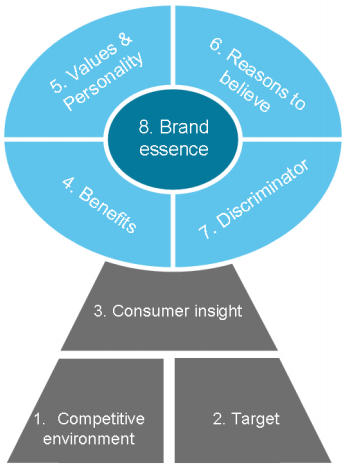 5. Values &
Personality
6. Reasons to
believe
8. Brand
essence
4. Benefits
7. Discriminator
3. Consumer insight
1. Competitive
environment
2. Target